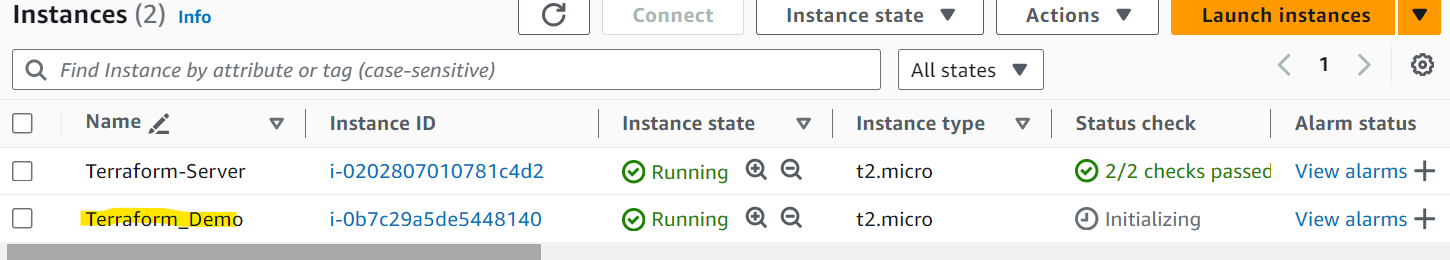 Instances (2) Info Connect Instance state Actions Launch instances
Find Instance by attribute or tag (case-sensitive) All states 1
Name Instance ID Instance state Instance type Status check Alarm status
Terraform-Server i-0202807010781c4d2 Running t2.micro 2/2 checks passed View alarms
Terraform_Demo i-0b7c29a5de5448140 Running t2.micro Initializing View alarms